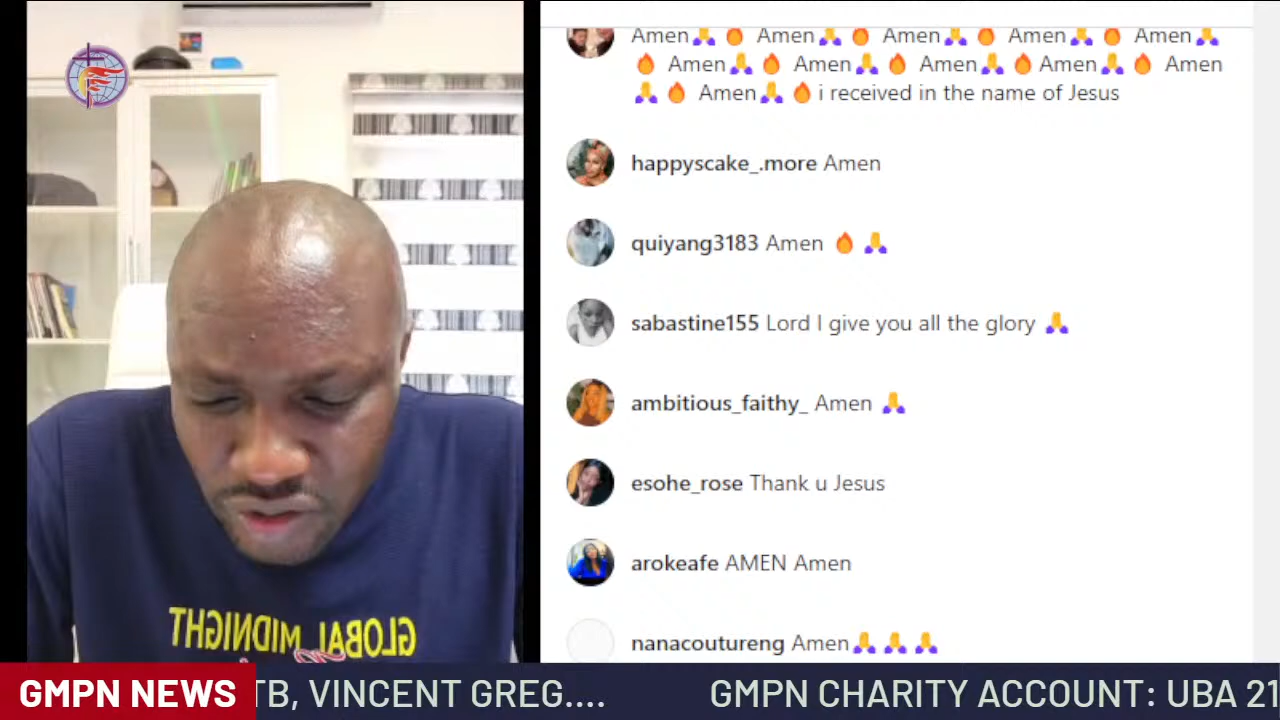 Amen🙏🔥 Amen🙏🔥 Amen🙏🔥 Amen🙏🔥 Amen🙏
🔥 Amen🙏🔥 Amen🙏🔥 Amen🙏🔥Amen🙏🔥 Amen
🙏🔥 Amen🙏🔥i received in the name of Jesus
happyscake_.more Amen
quiyang3183 Amen 🔥🙏
sabastine155 Lord I give you all the glory 🙏
ambitious_faithy_ Amen 🙏
esohe_rose Thank u Jesus
arokeafe AMEN Amen
nanacoutureng Amen🙏🙏🙏
GLOBAL MIDNIGHT
GMPN NEWS TB, VINCENT GREG.... GMPN CHARITY ACCOUNT: UBA 21